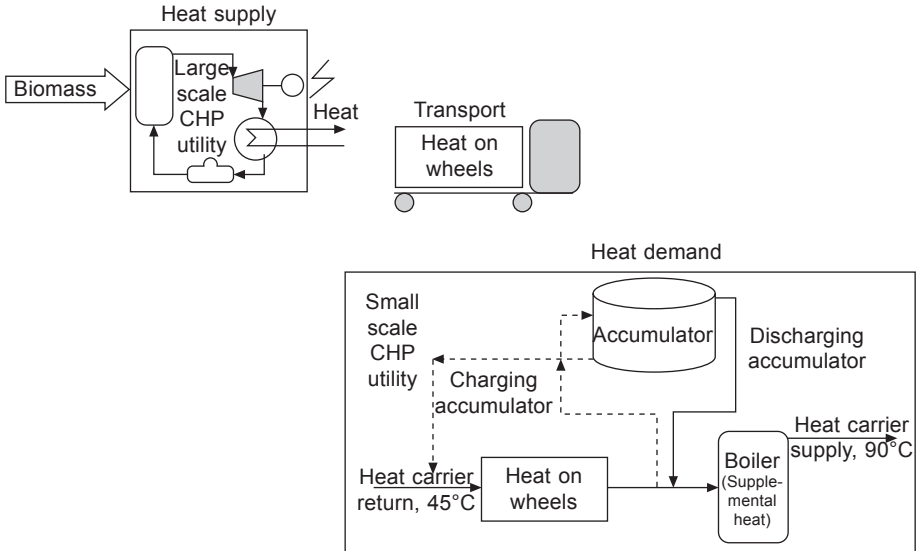 Heat supply
Biomass
Large
scale
CHP
utility
Heat
Transport
Heat on
wheels
Heat demand
Small
scale
CHP
utility
Accumulator
Discharging
accumulator
Charging
accumulator
Heat carrier
return, 45°C
Heat on
wheels
Boiler
(Supple-
mental
heat)
Heat carrier
supply, 90°C